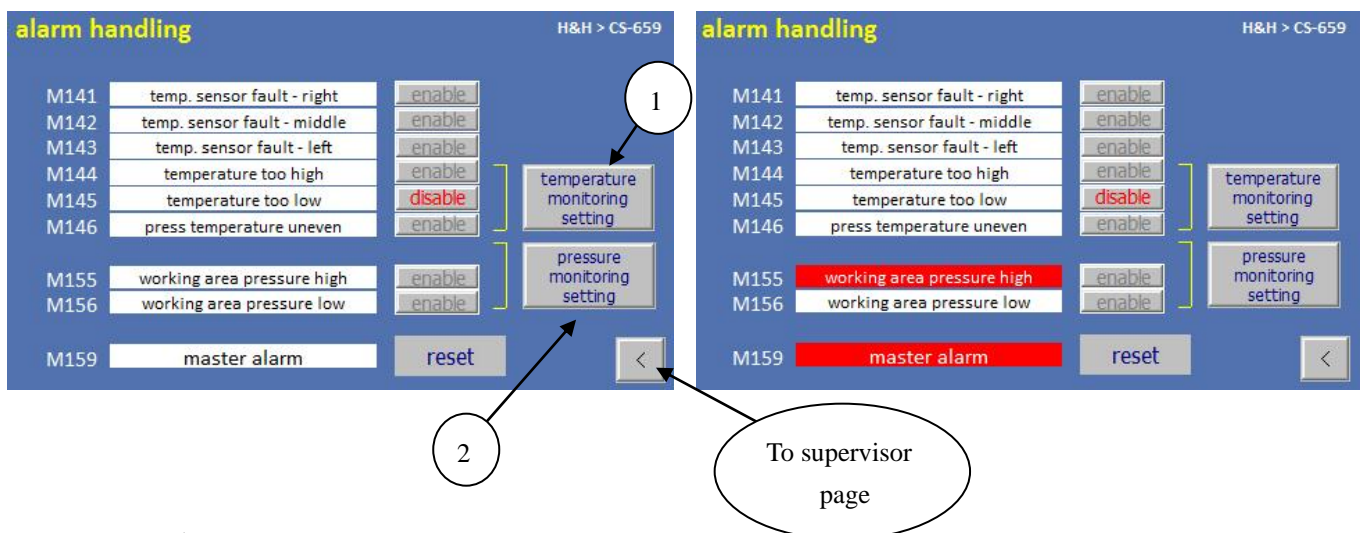 alarm handling
H&H > CS-659
M141 temp. sensor fault - right enable
M142 temp. sensor fault - middle enable
M143 temp. sensor fault - left enable
M144 temperature too high enable
M145 temperature too low disable
M146 press temperature uneven enable
temperature
monitoring
setting
M155 working area pressure high enable
M156 working area pressure low enable
pressure
monitoring
setting
M159 master alarm reset
<
1
2
alarm handling
H&H > CS-659
M141 temp. sensor fault - right enable
M142 temp. sensor fault - middle enable
M143 temp. sensor fault - left enable
M144 temperature too high enable
M145 temperature too low disable
M146 press temperature uneven enable
temperature
monitoring
setting
M155 working area pressure high enable
M156 working area pressure low enable
pressure
monitoring
setting
M159 master alarm reset
<
To supervisor
page